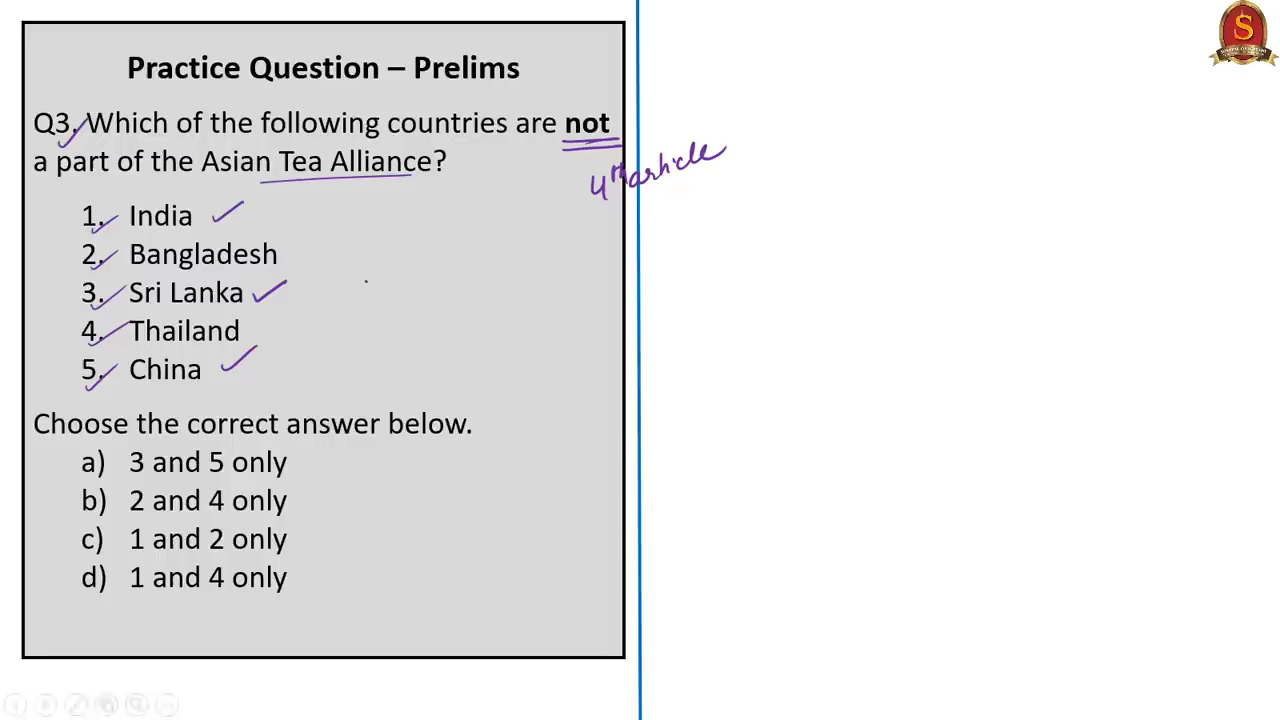 Practice Question – Prelims
Q3. Which of the following countries are not
a part of the Asian Tea Alliance?
4th article
1. India
2. Bangladesh
3. Sri Lanka
4. Thailand
5. China
Choose the correct answer below.
a) 3 and 5 only
b) 2 and 4 only
c) 1 and 2 only
d) 1 and 4 only
S